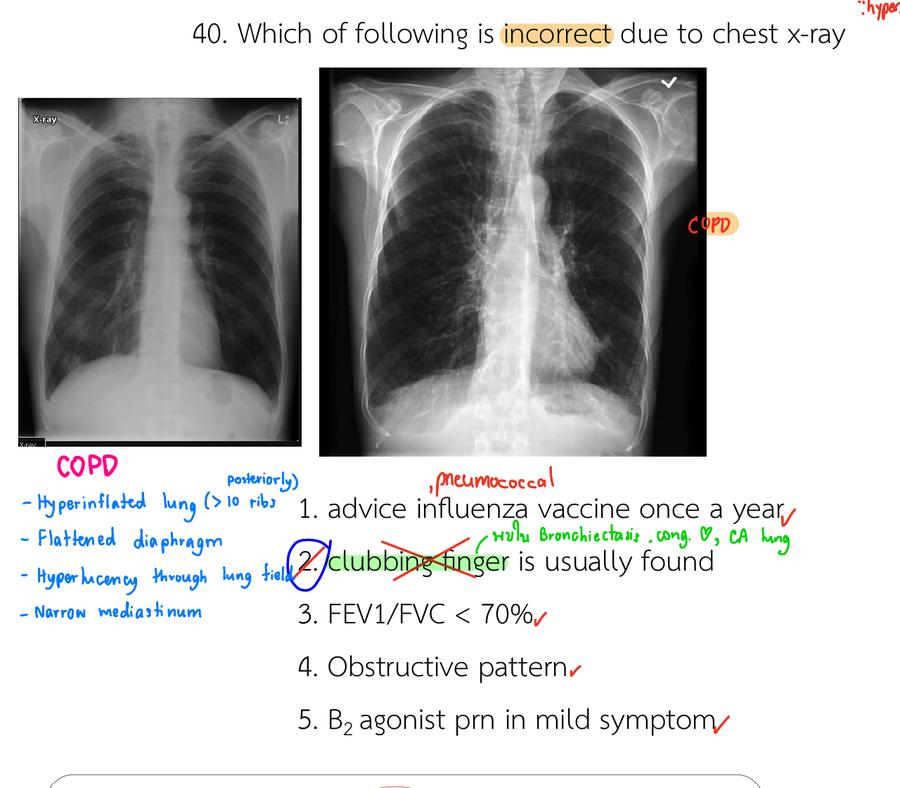 ∵hyper
40. Which of following is incorrect due to chest x-ray
X-ray
L
COPD
COPD
- Hyperinflated lung (>10 ribs posteriorly)
- Flattened diaphragm
- Hyperlucency through lung field
- Narrow mediastinum
,pneumococcal
1. advice influenza vaccine once a year
พบใน Bronchiectasis, cong. ♡, CA lung
2. clubbing finger is usually found
3. FEV1/FVC < 70%
4. Obstructive pattern
5. B₂ agonist prn in mild symptom